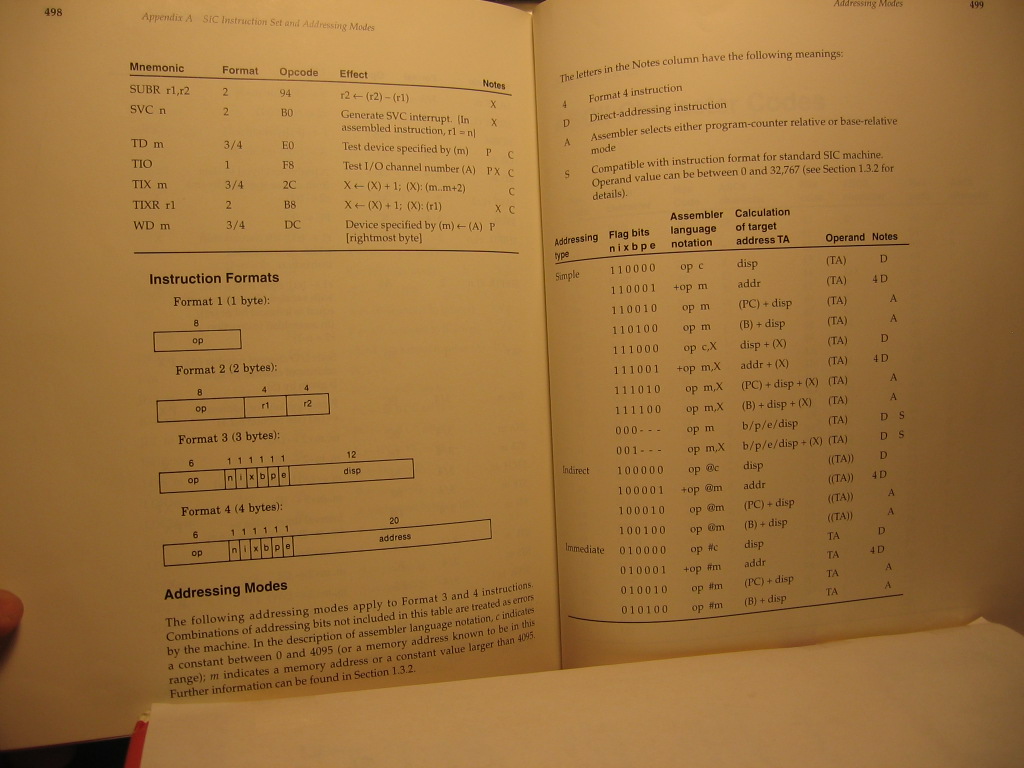 498
Appendix A SIC Instruction Set and Addressing Modes
Mnemonic Format Opcode Effect Notes
SUBR r1,r2 2 94 r2 ← (r2) – (r1) X
SVC n 2 B0 Generate SVC interrupt. [In X
assembled instruction, r1 = n]
TD m 3/4 E0 Test device specified by (m) P C
TIO 1 F8 Test I/O channel number (A) P X C
TIX m 3/4 2C X ← (X) + 1; (X): (m..m+2) C
TIXR r1 2 B8 X ← (X) + 1; (X): (r1) X C
WD m 3/4 DC Device specified by (m) ← (A) P
[rightmost byte]
Instruction Formats
Format 1 (1 byte):
8
op
Format 2 (2 bytes):
8 4 4
op r1 r2
Format 3 (3 bytes):
6 1 1 1 1 1 1 12
op n i x b p e disp
Format 4 (4 bytes):
6 1 1 1 1 1 1 20
op n i x b p e address
Addressing Modes
The following addressing modes apply to Format 3 and 4 instructions.
Combinations of addressing bits not included in this table are treated as errors
by the machine. In the description of assembler language notation, c indicates
a constant between 0 and 4095 (or a memory address known to be in this
range); m indicates a memory address or a constant value larger than 4095.
Further information can be found in Section 1.3.2.
Addressing Modes 499
The letters in the Notes column have the following meanings:
4 Format 4 instruction
D Direct-addressing instruction
A Assembler selects either program-counter relative or base-relative
mode
S Compatible with instruction format for standard SIC machine.
Operand value can be between 0 and 32,767 (see Section 1.3.2 for
details).
Assembler Calculation
Addressing Flag bits language of target
type n i x b p e notation address TA Operand Notes
Simple 1 1 0 0 0 0 op c disp (TA) D
1 1 0 0 0 1 +op m addr (TA) 4 D
1 1 0 0 1 0 op m (PC) + disp (TA) A
1 1 0 1 0 0 op m (B) + disp (TA) A
1 1 1 0 0 0 op c,X disp + (X) (TA) D
1 1 1 0 0 1 +op m,X addr + (X) (TA) 4 D
1 1 1 0 1 0 op m,X (PC) + disp + (X) (TA) A
1 1 1 1 0 0 op m,X (B) + disp + (X) (TA) A
0 0 0 - - - op m b/p/e/disp (TA) D S
0 0 1 - - - op m,X b/p/e/disp + (X) (TA) D S
Indirect 1 0 0 0 0 0 op @c disp ((TA)) D
1 0 0 0 0 1 +op @m addr ((TA)) 4 D
1 0 0 0 1 0 op @m (PC) + disp ((TA)) A
1 0 0 1 0 0 op @m (B) + disp ((TA)) A
Immediate 0 1 0 0 0 0 op #c disp TA D
0 1 0 0 0 1 +op #m addr TA 4 D
0 1 0 0 1 0 op #m (PC) + disp TA A
0 1 0 1 0 0 op #m (B) + disp TA A